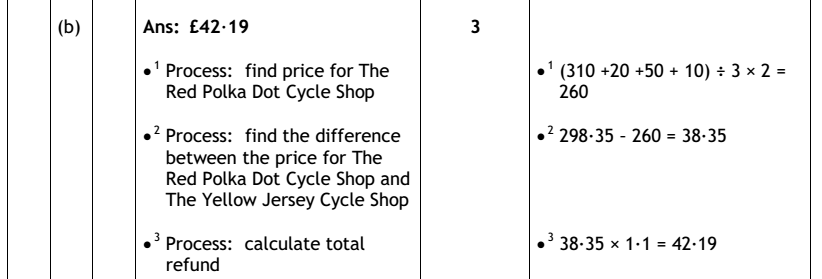 (b) Ans: £42·19 3
•1 Process: find price for The
Red Polka Dot Cycle Shop
•1 (310 +20 +50 + 10) ÷ 3 × 2 =
260
•2 Process: find the difference
between the price for The
Red Polka Dot Cycle Shop and
The Yellow Jersey Cycle Shop
•2 298·35 – 260 = 38·35
•3 Process: calculate total
refund
•3 38·35 × 1·1 = 42·19